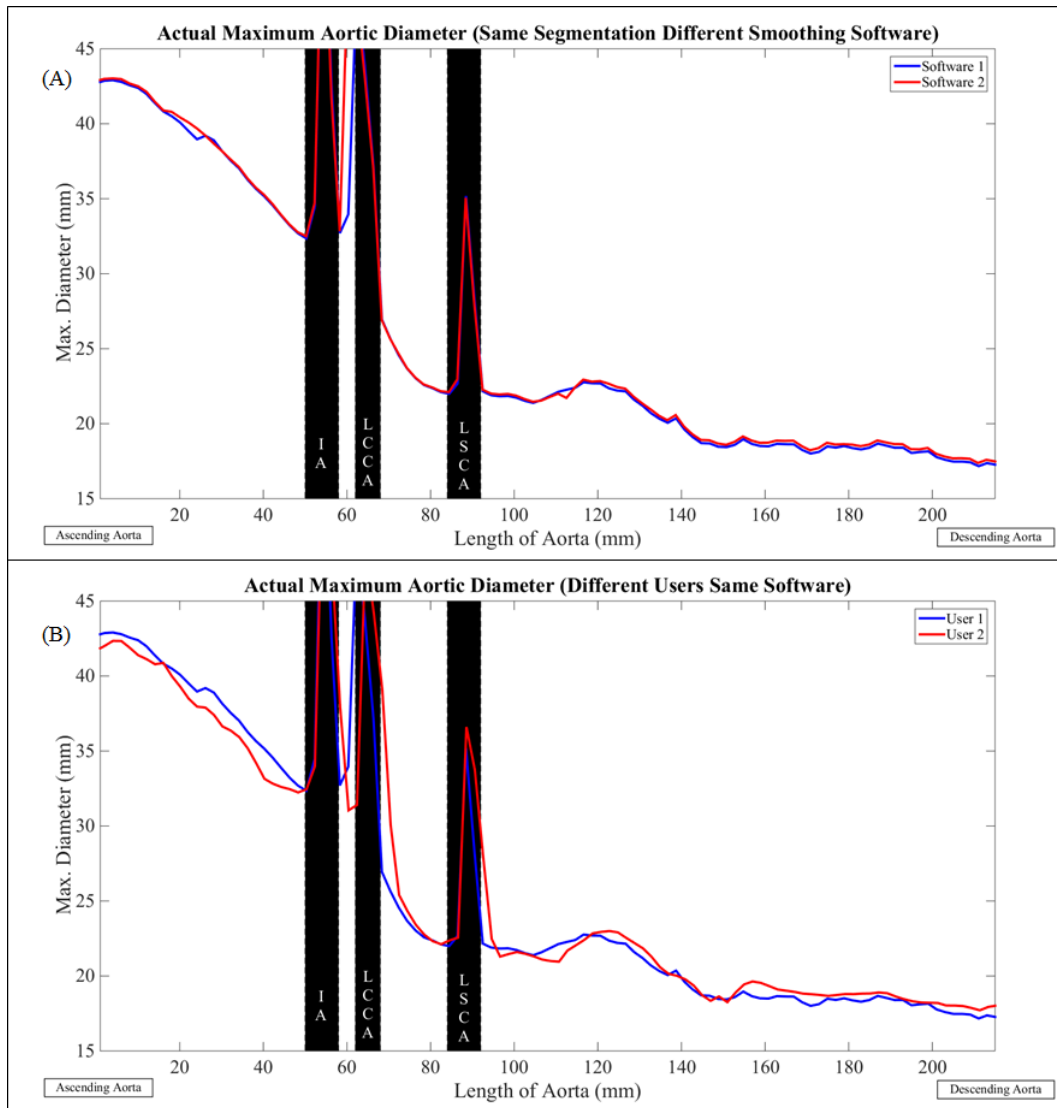 Actual Maximum Aortic Diameter (Same Segmentation Different Smoothing Software)
(A)
Software 1
Software 2
Max. Diameter (mm)
45
40
35
30
25
20
15
I
A
L
C
C
A
L
S
C
A
20 40 60 80 100 120 140 160 180 200
Ascending Aorta
Length of Aorta (mm)
Descending Aorta
Actual Maximum Aortic Diameter (Different Users Same Software)
(B)
User 1
User 2
Max. Diameter (mm)
45
40
35
30
25
20
15
I
A
L
C
C
A
L
S
C
A
20 40 60 80 100 120 140 160 180 200
Ascending Aorta
Length of Aorta (mm)
Descending Aorta